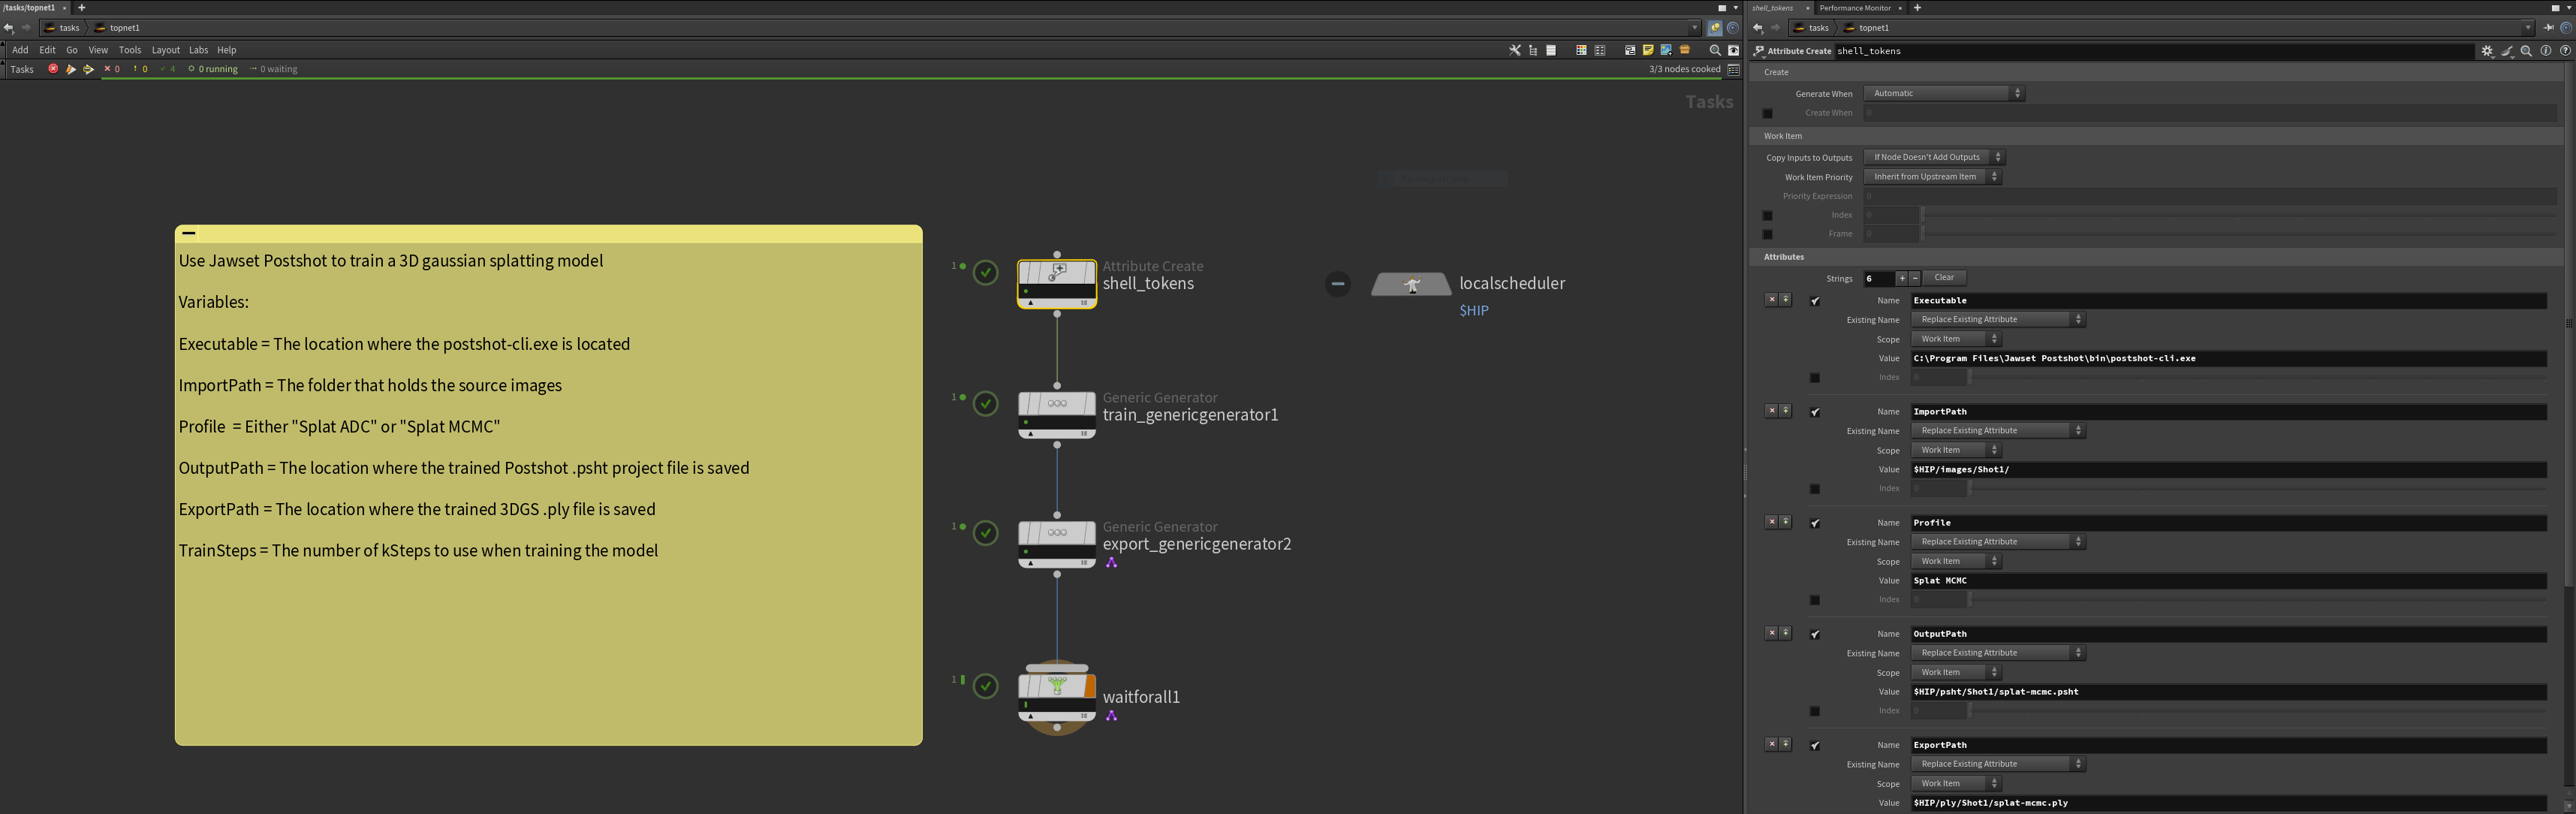 /tasks/topnet1
tasks
topnet1
Add Edit Go View Tools Layout Labs Help
Tasks
0
0
4
0 running
0 waiting
3/3 nodes cooked
Tasks
Use Jawset Postshot to train a 3D gaussian splatting model
Variables:
Executable = The location where the postshot-cli.exe is located
ImportPath = The folder that holds the source images
Profile = Either "Splat ADC" or "Splat MCMC"
OutputPath = The location where the trained Postshot .psht project file is saved
ExportPath = The location where the trained 3DGS .ply file is saved
TrainSteps = The number of kSteps to use when training the model
1
Attribute Create
shell_tokens
localscheduler
$HIP
1
Generic Generator
train_genericgenerator1
1
Generic Generator
export_genericgenerator2
1
waitforall1
shell_tokens
Performance Monitor
tasks
topnet1
Attribute Create shell_tokens
Create
Generate When Automatic
Create When 0
Work Item
Copy Inputs to Outputs If Node Doesn't Add Outputs
Work Item Priority Inherit from Upstream Item
Priority Expression 0
Index 0
Frame 0
Attributes
Strings 6 + − Clear
Name Executable
Existing Name Replace Existing Attribute
Scope Work Item
Value C:\Program Files\Jawset Postshot\bin\postshot-cli.exe
Index 0
Name ImportPath
Existing Name Replace Existing Attribute
Scope Work Item
Value $HIP/images/Shot1/
Index 0
Name Profile
Existing Name Replace Existing Attribute
Scope Work Item
Value Splat MCMC
Index 0
Name OutputPath
Existing Name Replace Existing Attribute
Scope Work Item
Value $HIP/psht/Shot1/splat-mcmc.psht
Index 0
Name ExportPath
Existing Name Replace Existing Attribute
Scope Work Item
Value $HIP/ply/Shot1/splat-mcmc.ply